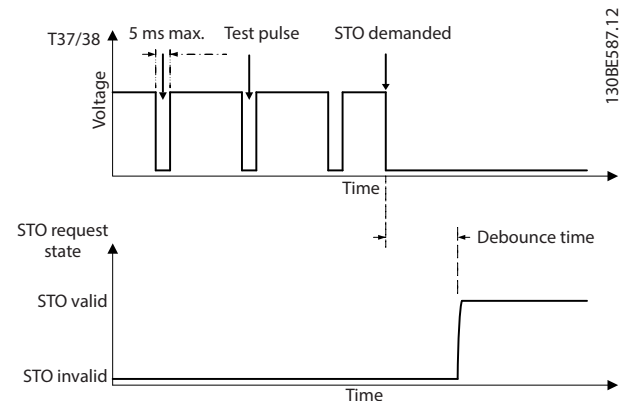 T37/38
5 ms max.
Test pulse
STO demanded
130BE587.12
Voltage
Time
STO request
state
Debounce time
STO valid
STO invalid
Time